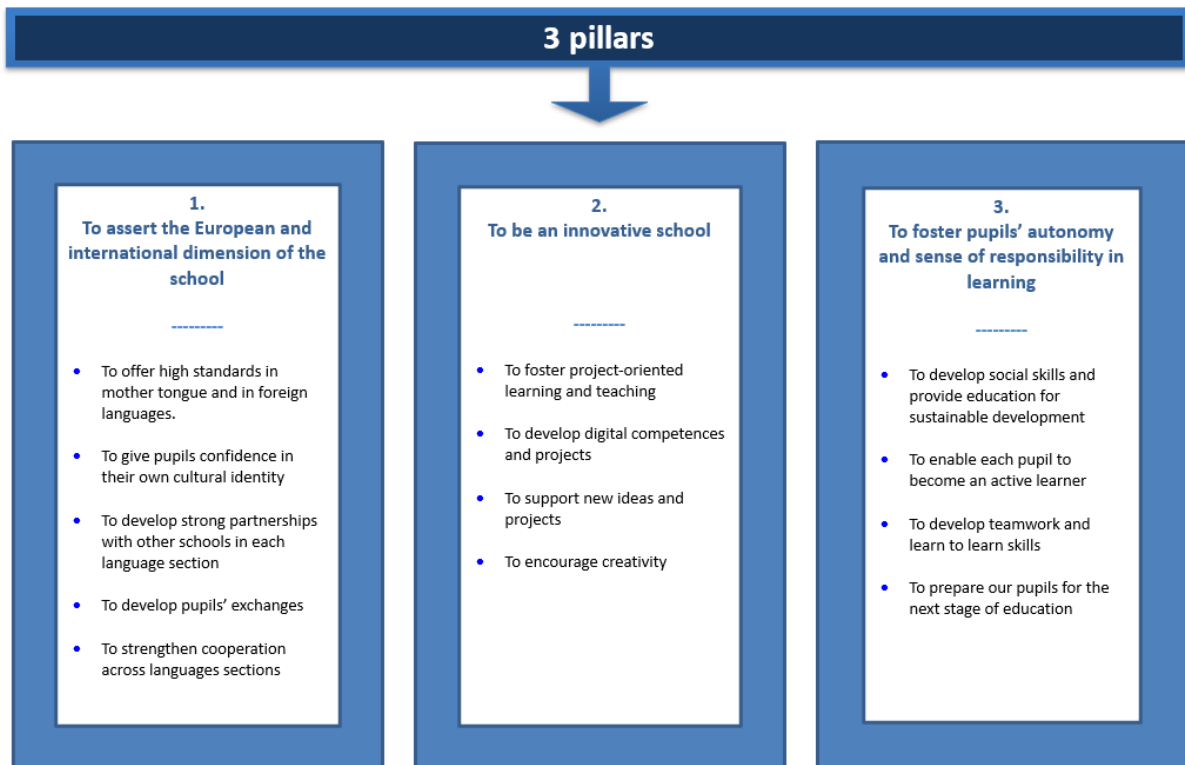 3 pillars
1.
To assert the European and
international dimension of the
school
---------
• To offer high standards in
mother tongue and in foreign
languages.
• To give pupils confidence in
their own cultural identity
• To develop strong partnerships
with other schools in each
language section
• To develop pupils’ exchanges
• To strengthen cooperation
across languages sections
2.
To be an innovative school
---------
• To foster project-oriented
learning and teaching
• To develop digital competences
and projects
• To support new ideas and
projects
• To encourage creativity
3.
To foster pupils’ autonomy
and sense of responsibility in
learning
---------
• To develop social skills and
provide education for
sustainable development
• To enable each pupil to
become an active learner
• To develop teamwork and
learn to learn skills
• To prepare our pupils for the
next stage of education